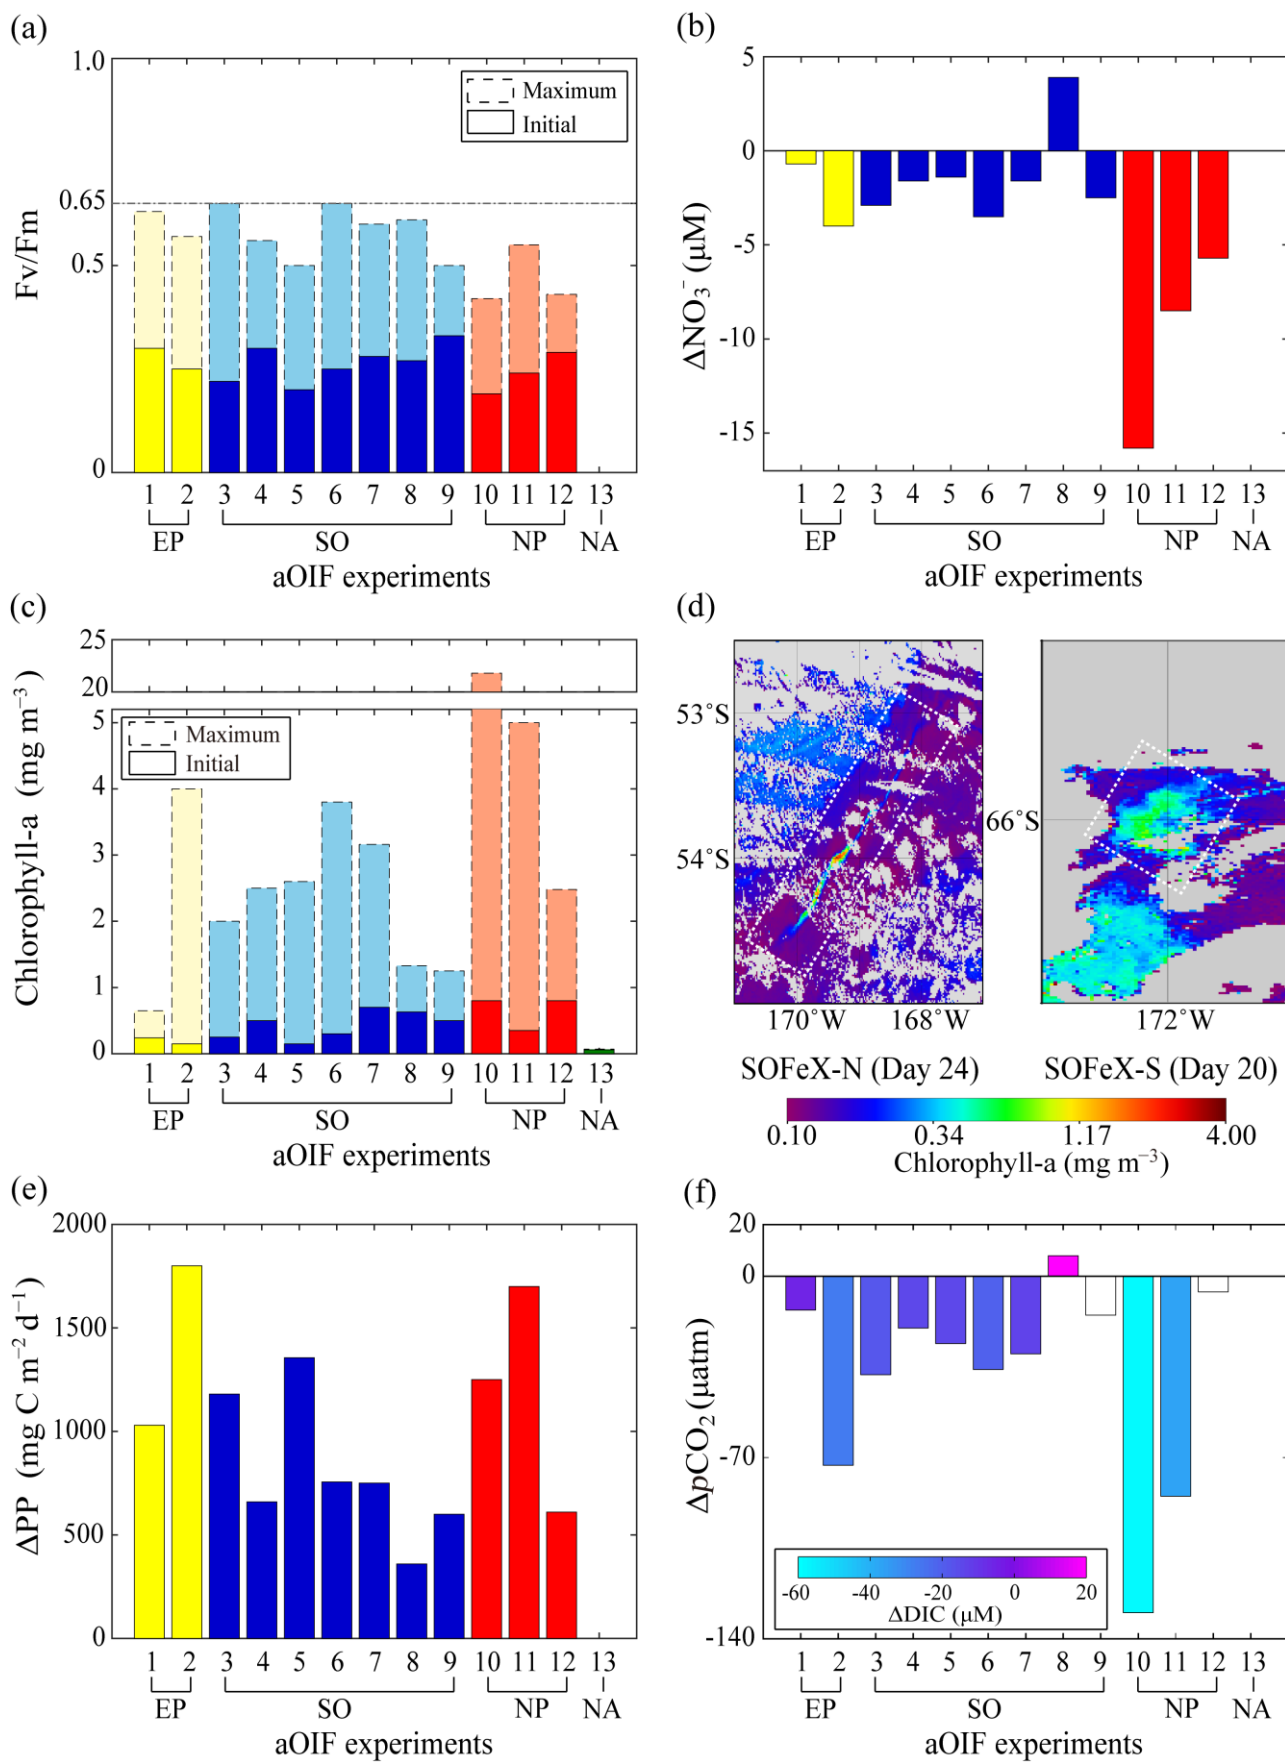 (a)
1.0
0.65
0.5
0
Fv/Fm
Maximum
Initial
1 2 3 4 5 6 7 8 9 10 11 12 13
EP SO NP NA
aOIF experiments
(b)
5
0
-5
-10
-15
ΔNO₃⁻ (μM)
1 2 3 4 5 6 7 8 9 10 11 12 13
EP SO NP NA
aOIF experiments
(c)
25
20
5
4
3
2
1
0
Chlorophyll-a (mg m⁻³)
Maximum
Initial
1 2 3 4 5 6 7 8 9 10 11 12 13
EP SO NP NA
aOIF experiments
(d)
53°S
54°S
66°S
170°W 168°W
172°W
SOFeX-N (Day 24) SOFeX-S (Day 20)
0.10 0.34 1.17 4.00
Chlorophyll-a (mg m⁻³)
(e)
2000
1500
1000
500
0
ΔPP (mg C m⁻² d⁻¹)
1 2 3 4 5 6 7 8 9 10 11 12 13
EP SO NP NA
aOIF experiments
(f)
20
0
-70
-140
ΔpCO₂ (μatm)
-60 -40 -20 0 20
ΔDIC (μM)
1 2 3 4 5 6 7 8 9 10 11 12 13
EP SO NP NA
aOIF experiments